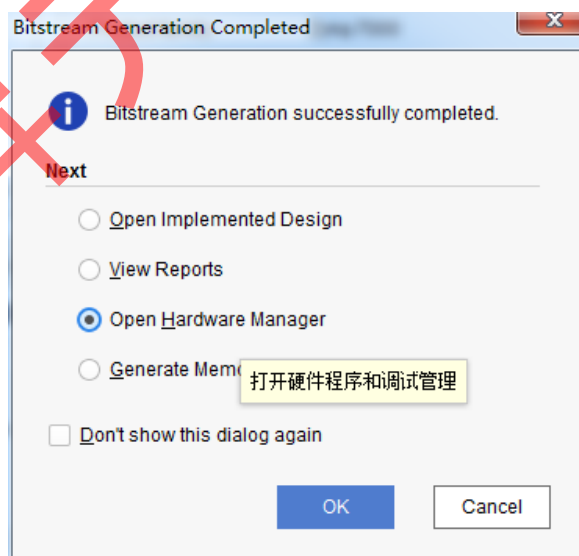 Bitstream Generation Completed
Bitstream Generation successfully completed.
Next
Open Implemented Design
View Reports
Open Hardware Manager
Generate
打开硬件程序和调试管理
Don't show this dialog again
OK
Cancel